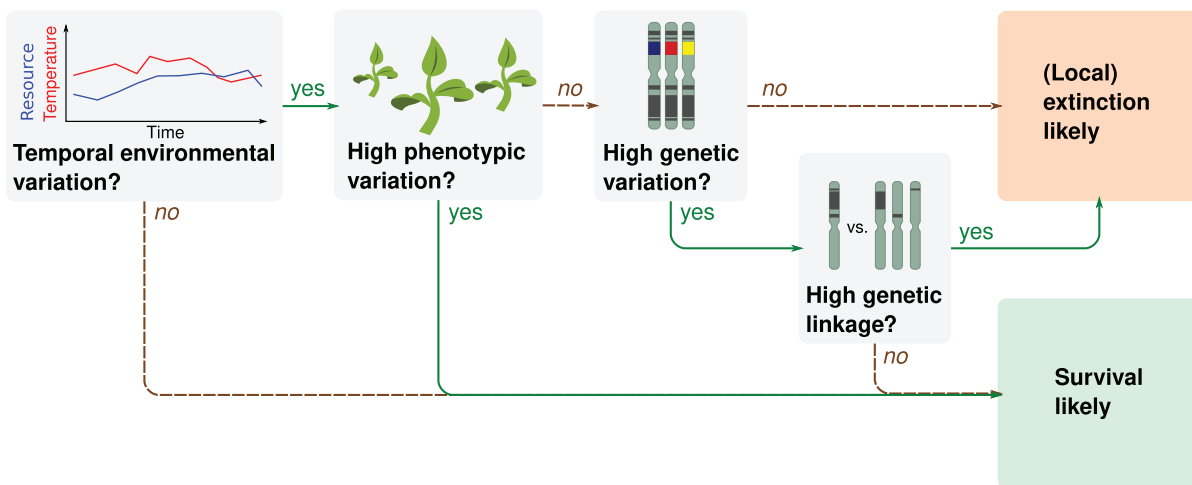 Resource
Temperature
Time
Temporal environmental
variation?
yes
no
High phenotypic
variation?
no
yes
High genetic
variation?
no
yes
vs.
High genetic
linkage?
yes
no
(Local)
extinction
likely
Survival
likely